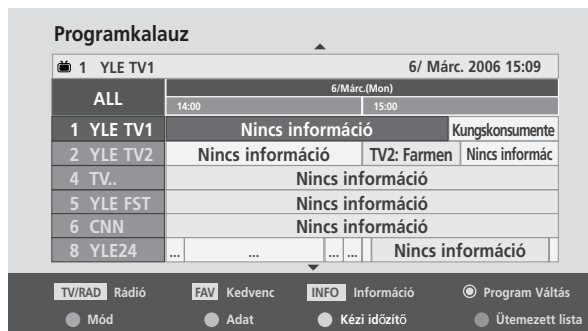 Programkalauz
1 YLE TV1 6/ Márc. 2006 15:09
ALL 6/Márc.(Mon)
14:00 15:00
1 YLE TV1 Nincs információ Kungskonsumente
2 YLE TV2 Nincs információ TV2: Farmen Nincs informác
4 TV.. Nincs információ
5 YLE FST Nincs információ
6 CNN Nincs információ
8 YLE24 ... ... ... ... Nincs információ
TV/RAD Rádió FAV Kedvenc INFO Információ Program Váltás
Mód Adat Kézi időzítő Ütemezett lista